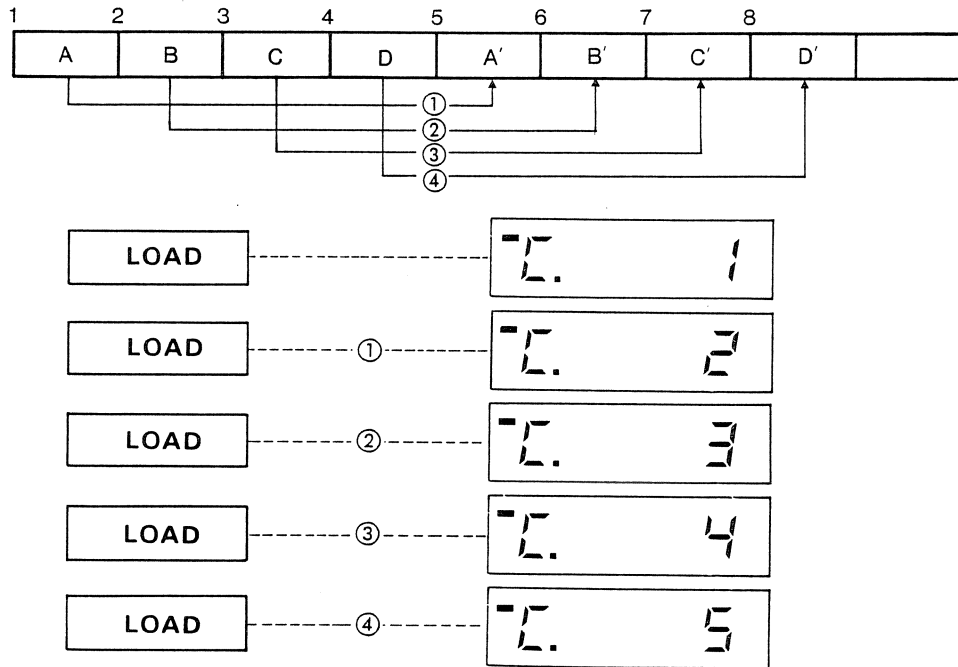 1 2 3 4 5 6 7 8
A B C D A′ B′ C′ D′
①
②
③
④
LOAD ‾C. 1
LOAD ① ‾C. 2
LOAD ② ‾C. 3
LOAD ③ ‾C. 4
LOAD ④ ‾C. 5